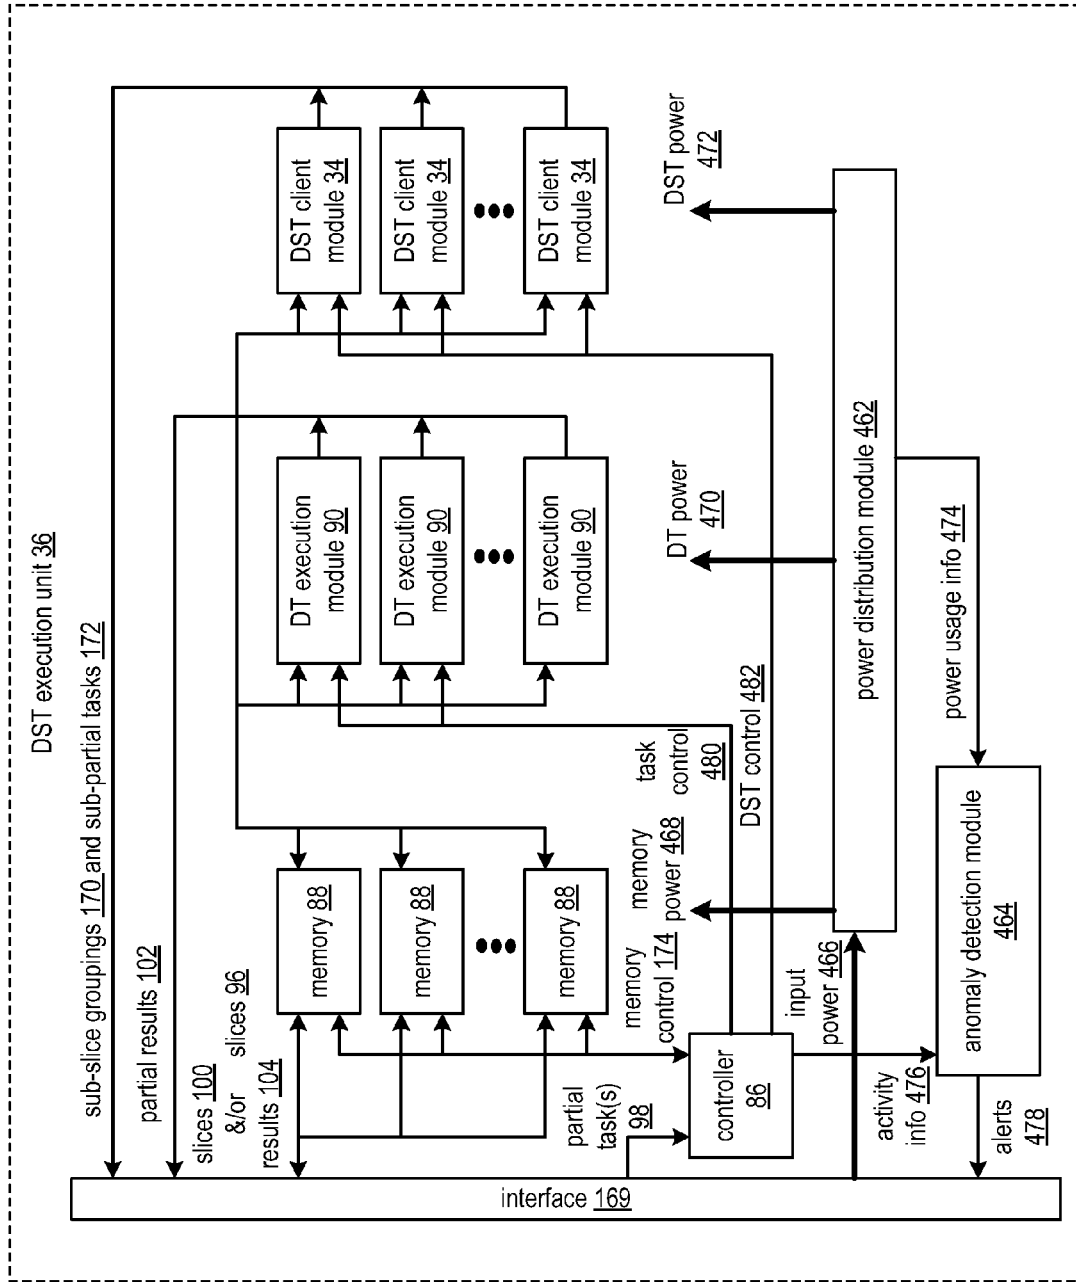 DST execution unit 36
sub-slice groupings 170 and sub-partial tasks 172
partial results 102
slices 100
&/or slices 96
results 104
memory 88
memory 88
memory 88
DT execution
module 90
DT execution
module 90
DT execution
module 90
DST client
module 34
DST client
module 34
DST client
module 34
partial
task(s)
98
memory
control 174
memory
power 468
task
control
480
DT power
470
DST power
472
controller
86
DST control 482
input
power 466
power distribution module 462
activity
info 476
power usage info 474
anomaly detection module
464
alerts
478
interface 169